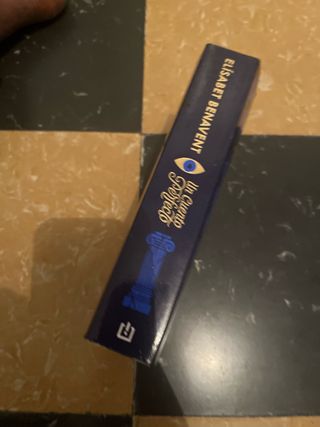 ELÍSABET BENAVENT
Un Cuento
Perfecto